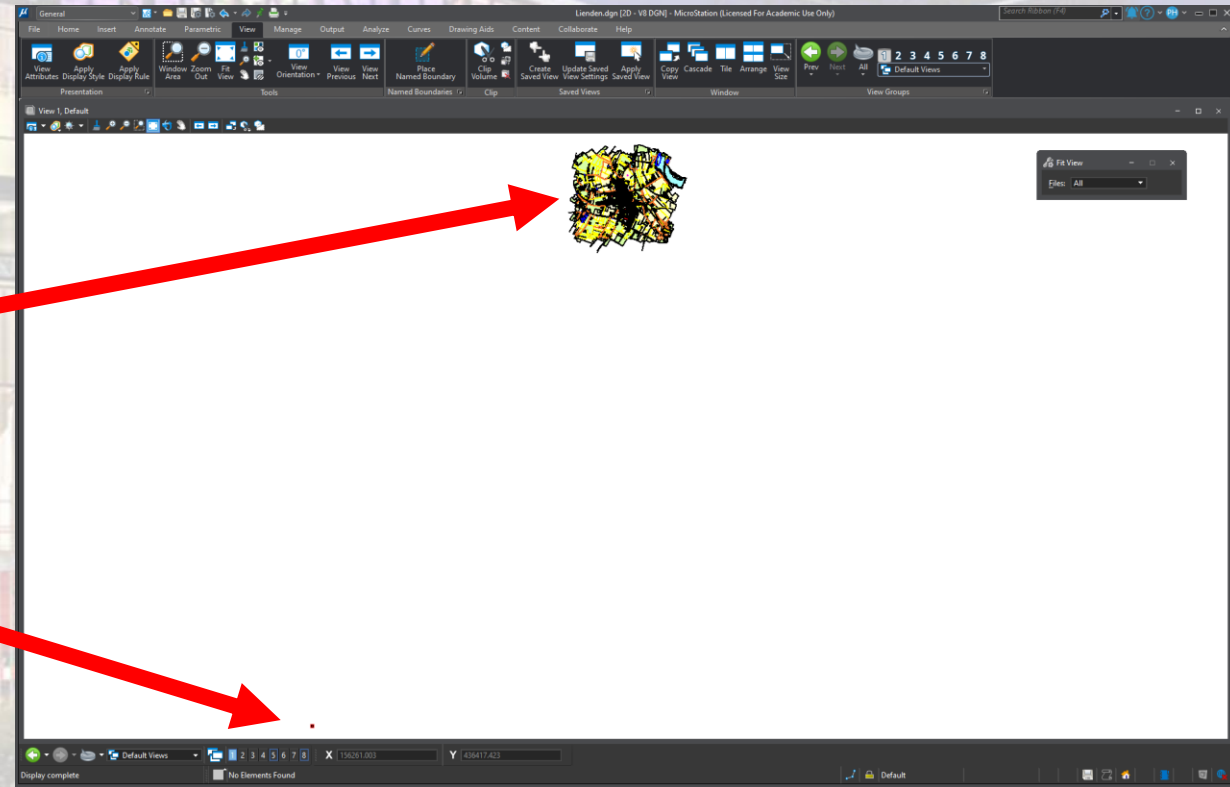 General
Lienden.dgn [2D - V8 DGN] - MicroStation (Licensed For Academic Use Only)
Search Ribbon (F4)
PH
File Home Insert Annotate Parametric View Manage Output Analyze Curves Drawing Aids Content Collaborate Help
View Attributes
Apply Display Style
Apply Display Rule
Window Area
Zoom Out
Fit View
View Orientation
View Previous
View Next
Place Named Boundary
Clip Volume
Create Saved View
Update Saved View Settings
Apply Saved View
Copy View
Cascade
Tile
Arrange
View Size
Prev
Next
All
1 2 3 4 5 6 7 8
Default Views
Presentation
Tools
Named Boundaries
Clip
Saved Views
Window
View Groups
View 1, Default
Fit View
Files: All
Default Views
1 2 3 4 5 6 7 8
X 156261.003
Y 436417.423
Display complete
No Elements Found
Default